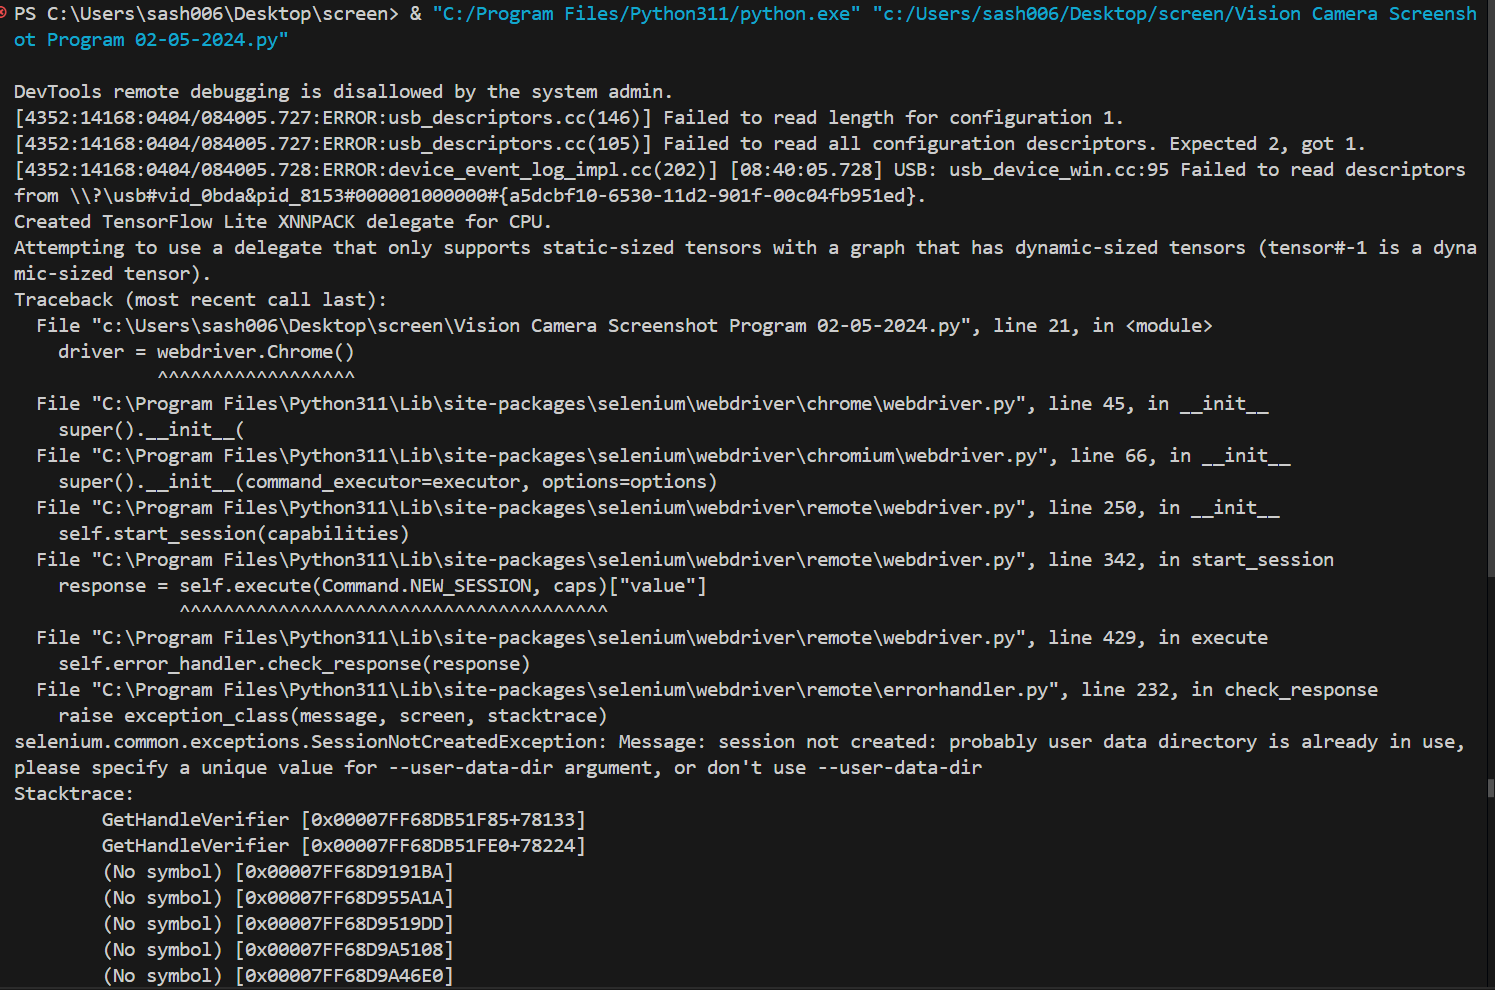 PS C:\Users\sash006\Desktop\screen> & "C:/Program Files/Python311/python.exe" "c:/Users/sash006/Desktop/screen/Vision Camera Screensh
ot Program 02-05-2024.py"
DevTools remote debugging is disallowed by the system admin.
[4352:14168:0404/084005.727:ERROR:usb_descriptors.cc(146)] Failed to read length for configuration 1.
[4352:14168:0404/084005.727:ERROR:usb_descriptors.cc(105)] Failed to read all configuration descriptors. Expected 2, got 1.
[4352:14168:0404/084005.728:ERROR:device_event_log_impl.cc(202)] [08:40:05.728] USB: usb_device_win.cc:95 Failed to read descriptors
from \\?\usb#vid_0bda&pid_8153#000001000000#{a5dcbf10-6530-11d2-901f-00c04fb951ed}.
Created TensorFlow Lite XNNPACK delegate for CPU.
Attempting to use a delegate that only supports static-sized tensors with a graph that has dynamic-sized tensors (tensor#-1 is a dyna
mic-sized tensor).
Traceback (most recent call last):
  File "c:\Users\sash006\Desktop\screen\Vision Camera Screenshot Program 02-05-2024.py", line 21, in <module>
    driver = webdriver.Chrome()
             ^^^^^^^^^^^^^^^^^^
  File "C:\Program Files\Python311\Lib\site-packages\selenium\webdriver\chrome\webdriver.py", line 45, in __init__
    super().__init__(
  File "C:\Program Files\Python311\Lib\site-packages\selenium\webdriver\chromium\webdriver.py", line 66, in __init__
    super().__init__(command_executor=executor, options=options)
  File "C:\Program Files\Python311\Lib\site-packages\selenium\webdriver\remote\webdriver.py", line 250, in __init__
    self.start_session(capabilities)
  File "C:\Program Files\Python311\Lib\site-packages\selenium\webdriver\remote\webdriver.py", line 342, in start_session
    response = self.execute(Command.NEW_SESSION, caps)["value"]
               ^^^^^^^^^^^^^^^^^^^^^^^^^^^^^^^^^^^^^^^
  File "C:\Program Files\Python311\Lib\site-packages\selenium\webdriver\remote\webdriver.py", line 429, in execute
    self.error_handler.check_response(response)
  File "C:\Program Files\Python311\Lib\site-packages\selenium\webdriver\remote\errorhandler.py", line 232, in check_response
    raise exception_class(message, screen, stacktrace)
selenium.common.exceptions.SessionNotCreatedException: Message: session not created: probably user data directory is already in use,
please specify a unique value for --user-data-dir argument, or don't use --user-data-dir
Stacktrace:
        GetHandleVerifier [0x00007FF68DB51F85+78133]
        GetHandleVerifier [0x00007FF68DB51FE0+78224]
        (No symbol) [0x00007FF68D9191BA]
        (No symbol) [0x00007FF68D955A1A]
        (No symbol) [0x00007FF68D9519DD]
        (No symbol) [0x00007FF68D9A5108]
        (No symbol) [0x00007FF68D9A46E0]